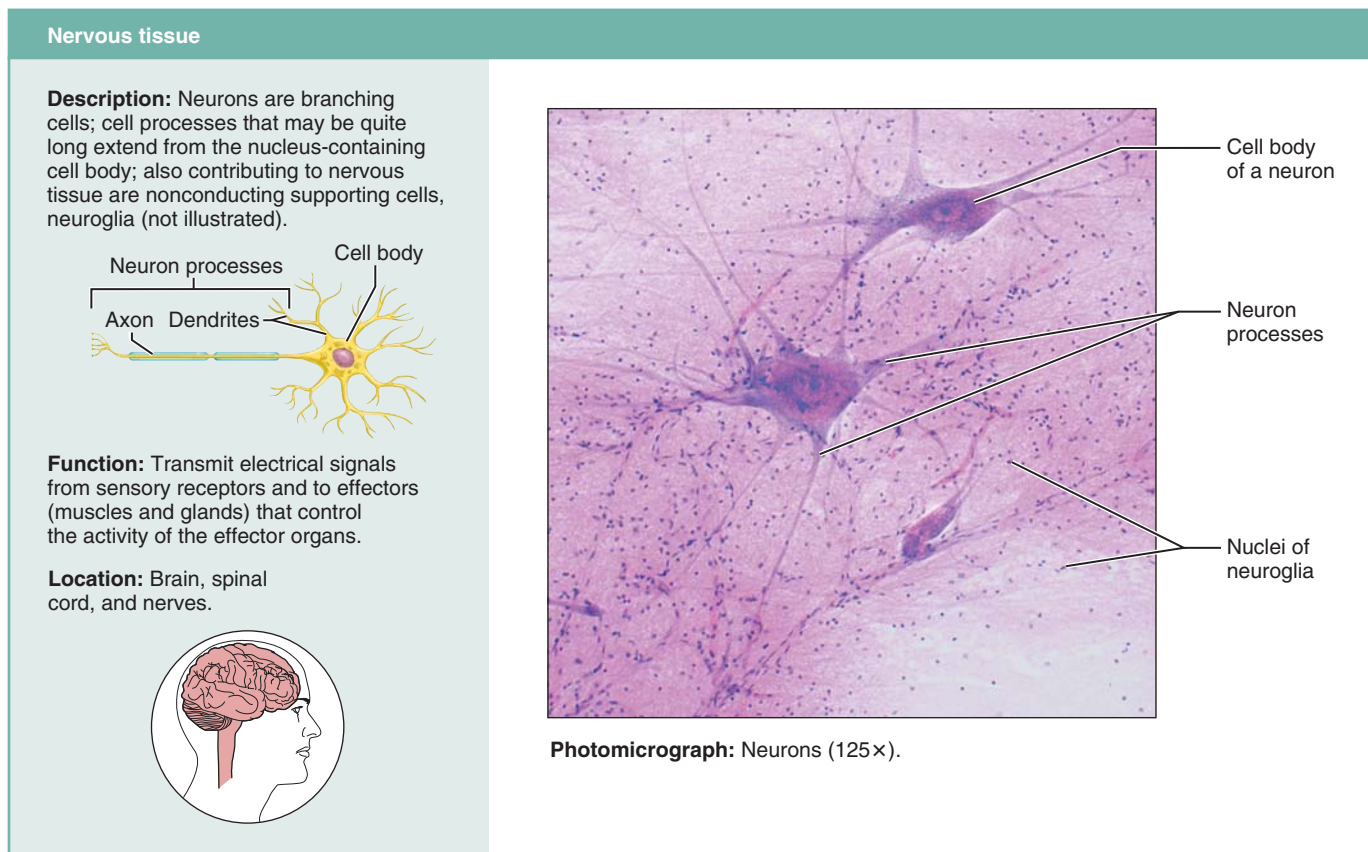 Nervous tissue
Description: Neurons are branching
cells; cell processes that may be quite
long extend from the nucleus-containing
cell body; also contributing to nervous
tissue are nonconducting supporting cells,
neuroglia (not illustrated).
Neuron processes
Cell body
Axon
Dendrites
Function: Transmit electrical signals
from sensory receptors and to effectors
(muscles and glands) that control
the activity of the effector organs.
Location: Brain, spinal
cord, and nerves.
Cell body
of a neuron
Neuron
processes
Nuclei of
neuroglia
Photomicrograph: Neurons (125×).